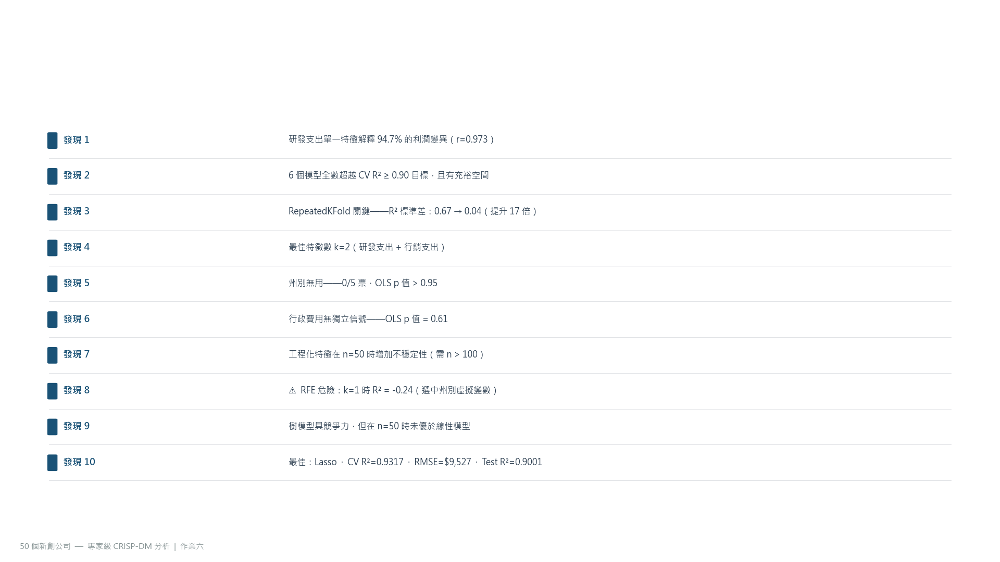 發現 1 研發支出單一特徵解釋 94.7% 的利潤變異（r=0.973）
發現 2 6 個模型全數超越 CV R² ≥ 0.90 目標，且有充裕空間
發現 3 RepeatedKFold 關鍵——R² 標準差：0.67 → 0.04（提升 17 倍）
發現 4 最佳特徵數 k=2（研發支出 + 行銷支出）
發現 5 州別無用——0/5 票，OLS p 值 > 0.95
發現 6 行政費用無獨立信號——OLS p 值 = 0.61
發現 7 工程化特徵在 n=50 時增加不穩定性（需 n > 100）
發現 8 ⚠ RFE 危險：k=1 時 R² = -0.24（選中州別虛擬變數）
發現 9 樹模型具競爭力，但在 n=50 時未優於線性模型
發現 10 最佳：Lasso · CV R²=0.9317 · RMSE=$9,527 · Test R²=0.9001
50 個新創公司 — 專家級 CRISP-DM 分析 | 作業六